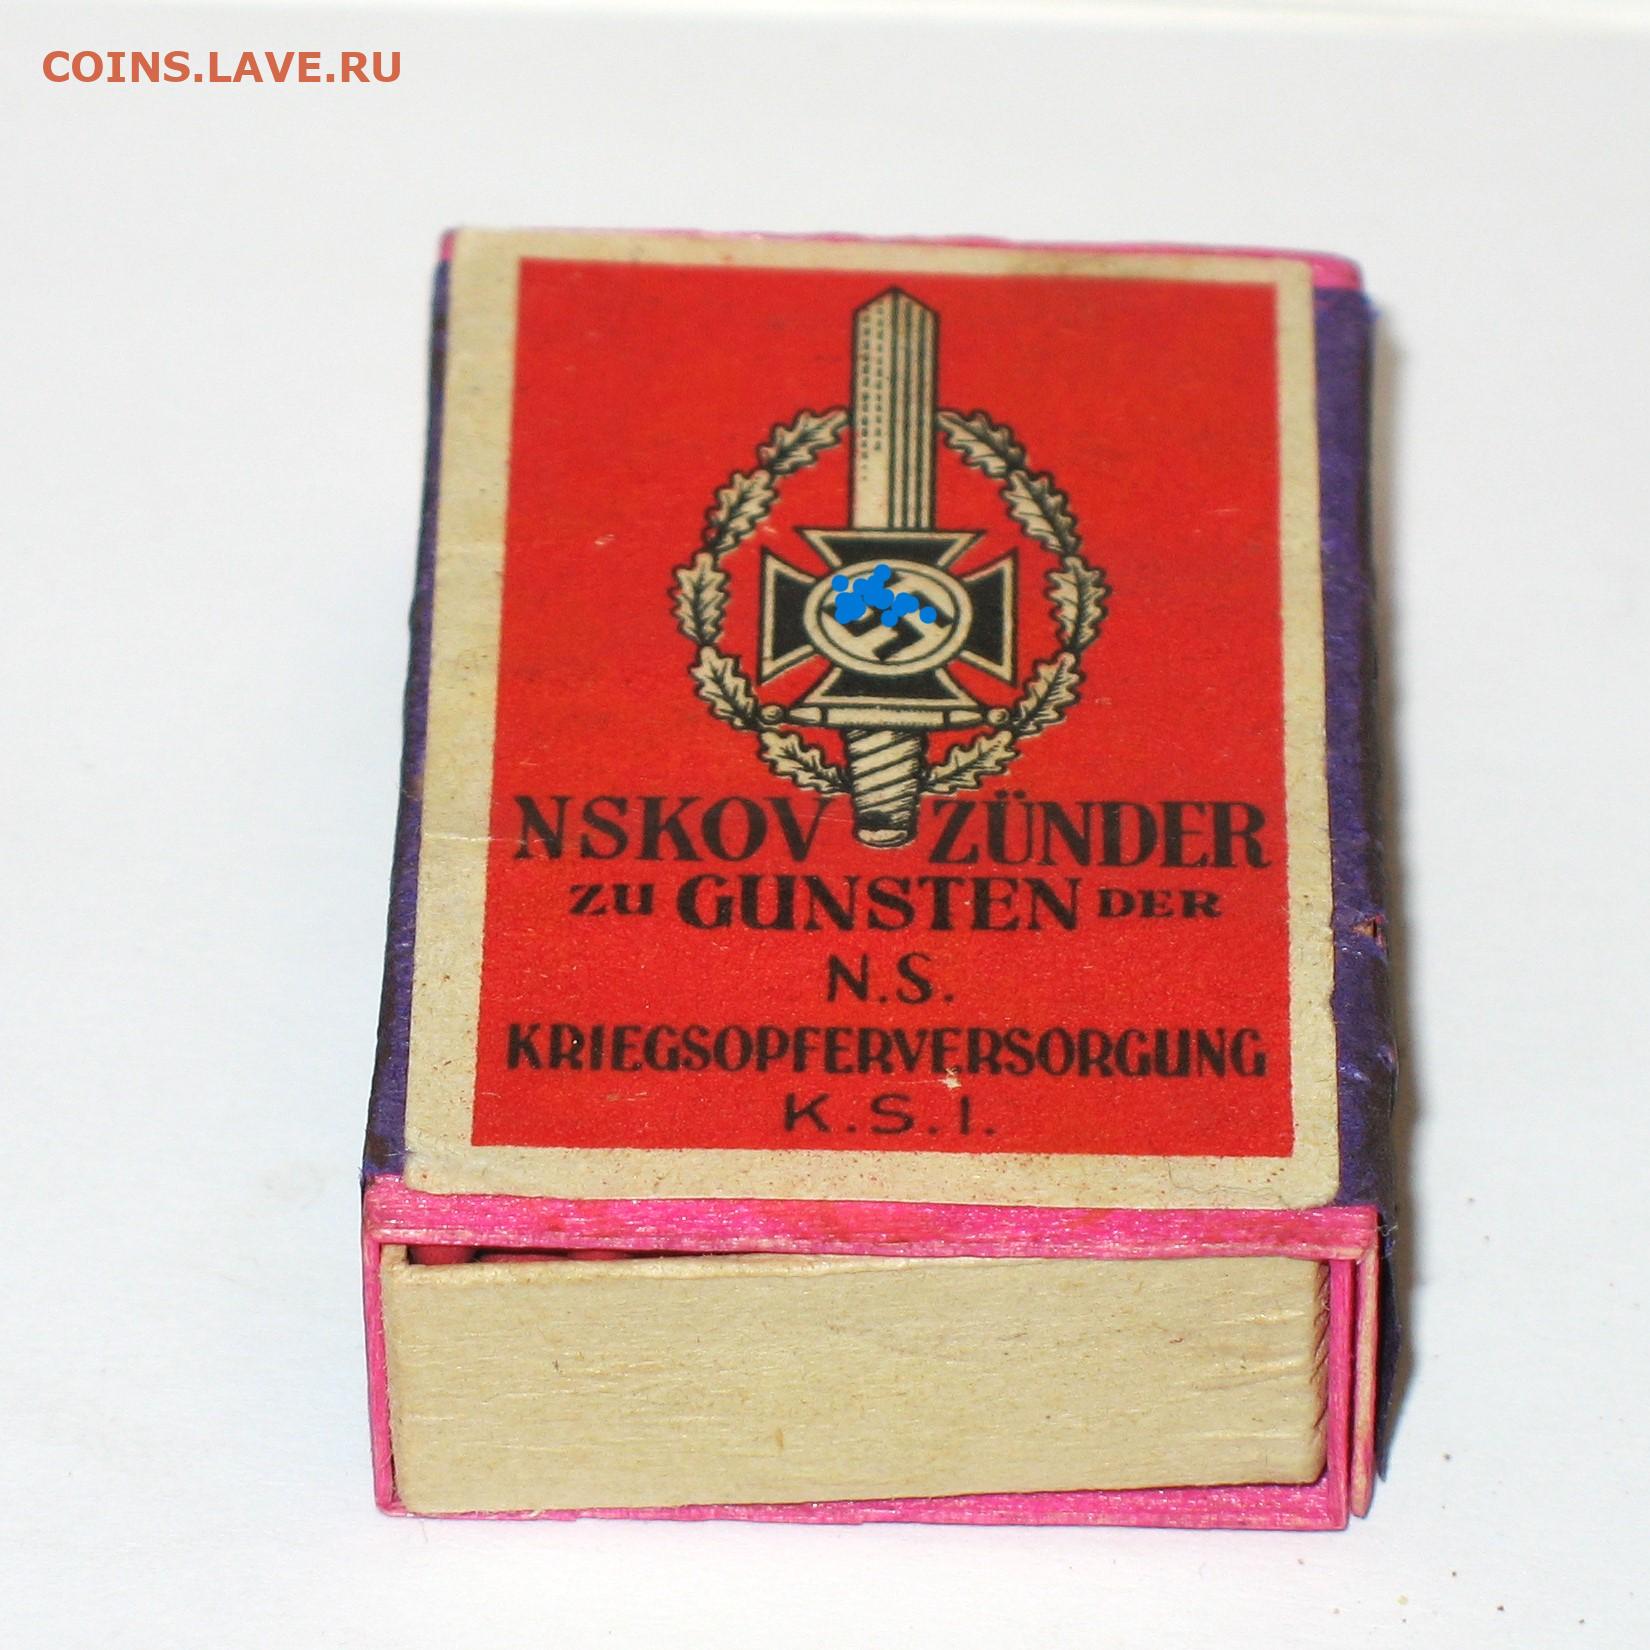 COINS.LAVE.RU
NSKOV ZÜNDER
ZU GUNSTEN DER
N.S.
KRIEGSOPFERVERSORGUNG
K.S.I.